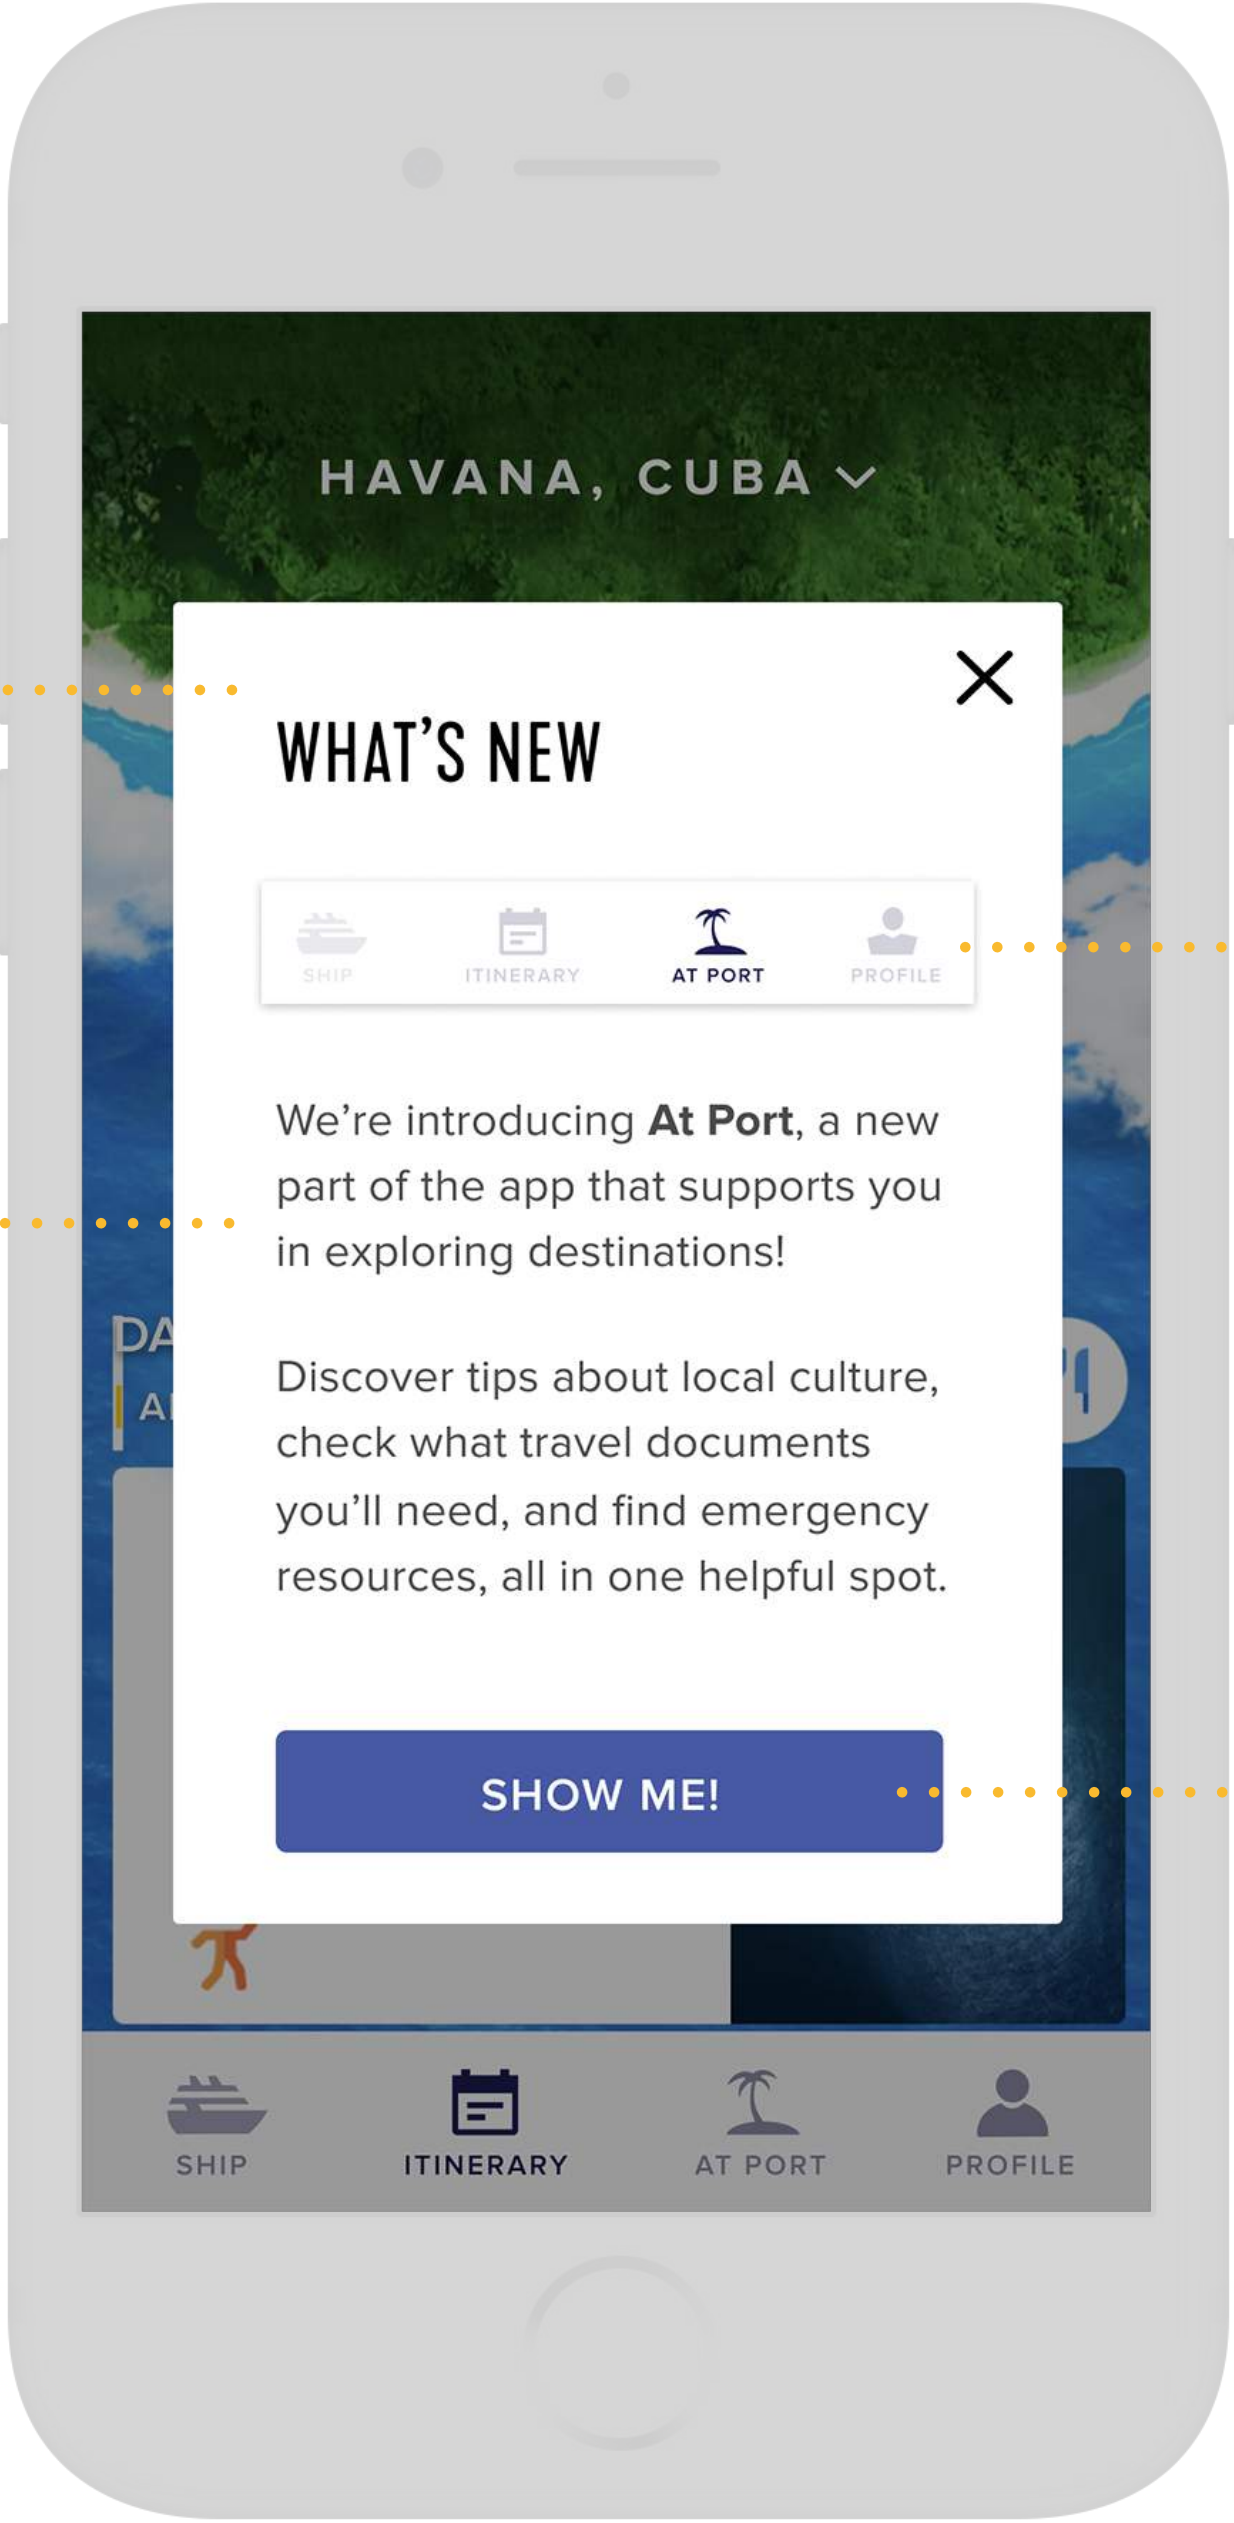 HAVANA, CUBA
WHAT'S NEW
SHIP ITINERARY AT PORT PROFILE
We're introducing At Port, a new
part of the app that supports you
in exploring destinations!
Discover tips about local culture,
check what travel documents
you'll need, and find emergency
resources, all in one helpful spot.
SHOW ME!
SHIP ITINERARY AT PORT PROFILE